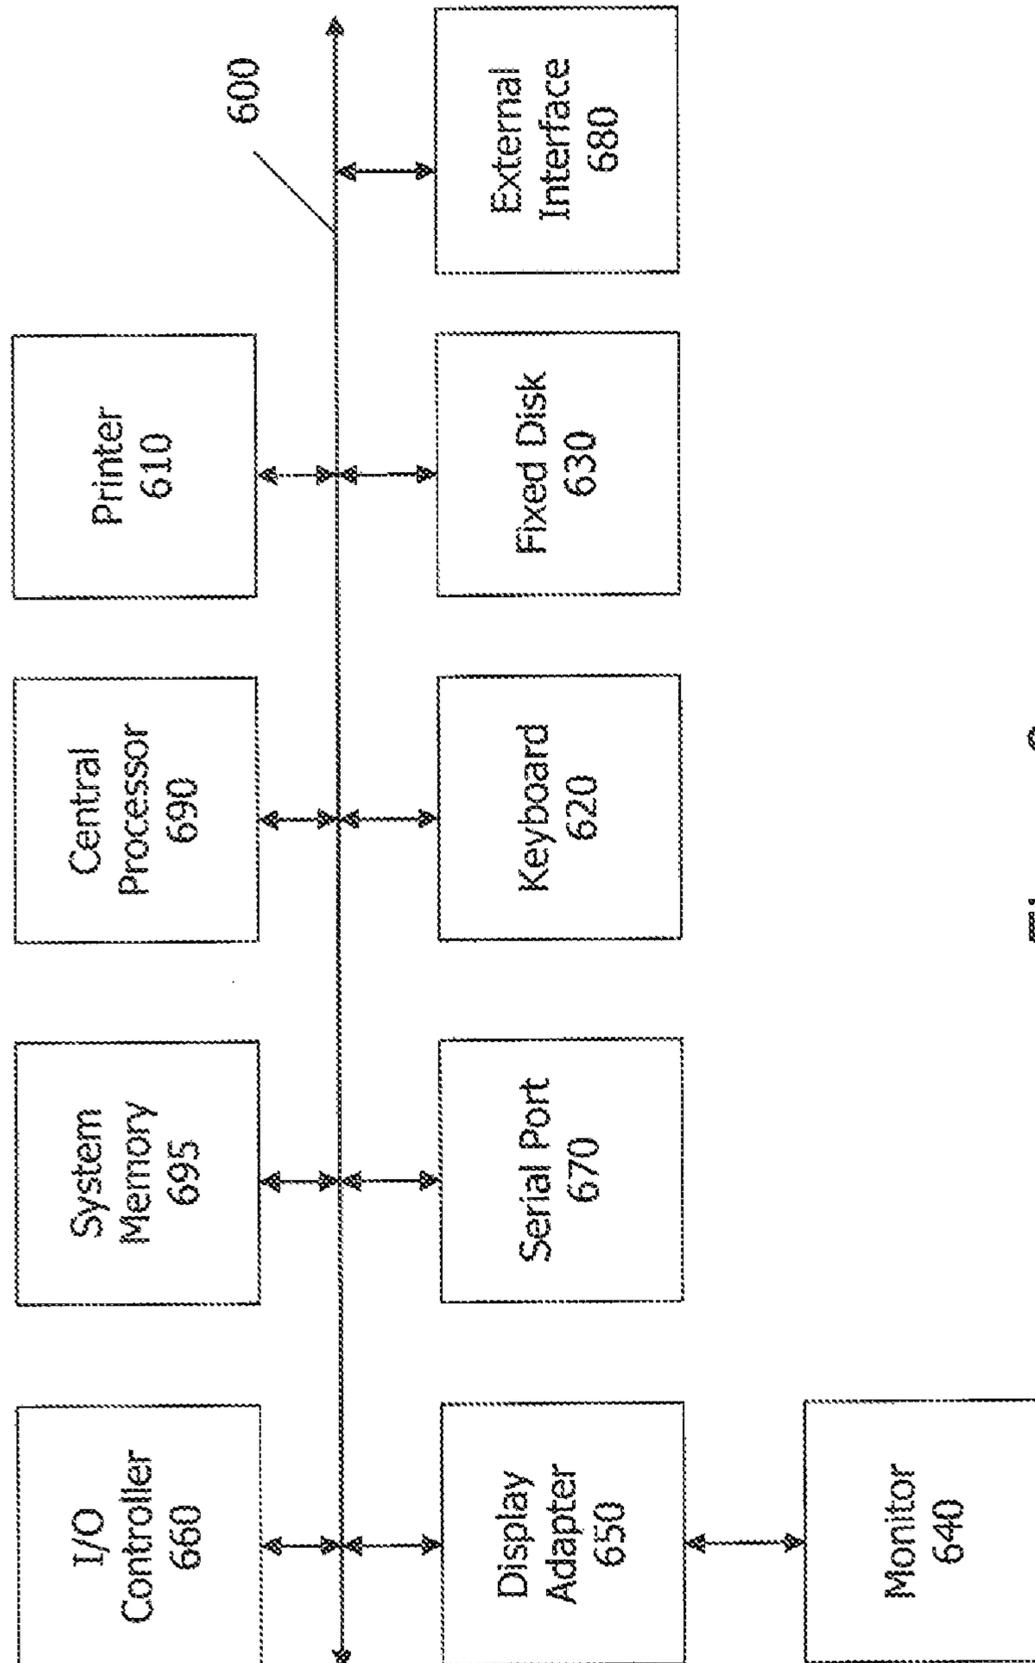 I/O
Controller
660
System
Memory
695
Central
Processor
690
Printer
610
600
Display
Adapter
650
Serial Port
670
Keyboard
620
Fixed Disk
630
External
Interface
680
Monitor
640